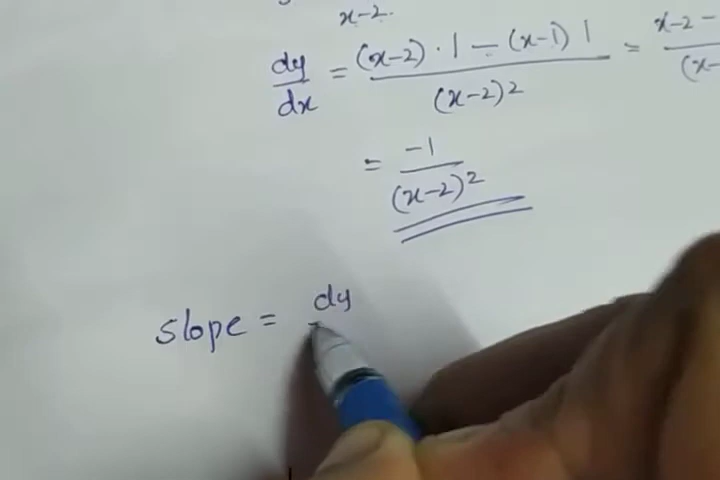 x-2.
dy/dx = (x-2) · 1 - (x-1) 1 / (x-2)² = x-2 - / (x-
= -1 / (x-2)²
slope = dy